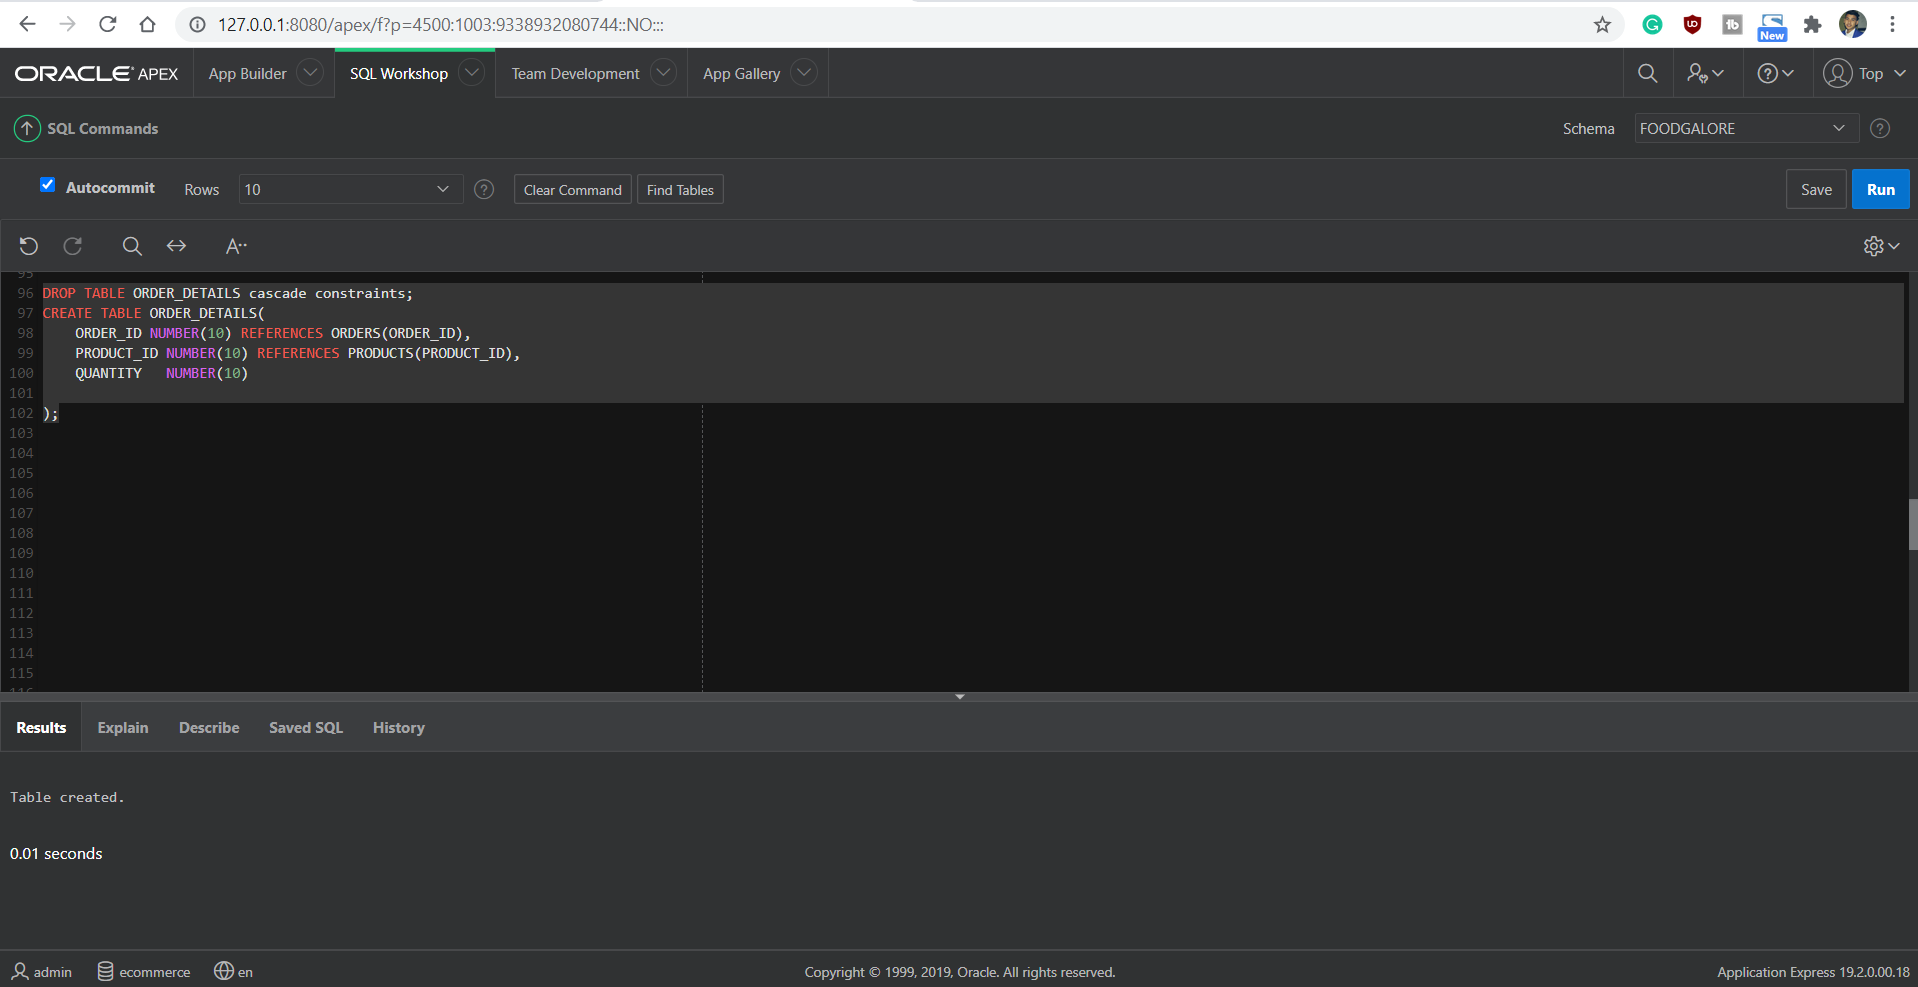 127.0.0.1:8080/apex/f?p=4500:1003:9338932080744::NO:::
New
ORACLE APEX App Builder SQL Workshop Team Development App Gallery Top
SQL Commands Schema FOODGALORE
Autocommit Rows 10 Clear Command Find Tables Save Run
A
95
96 DROP TABLE ORDER_DETAILS cascade constraints;
97 CREATE TABLE ORDER_DETAILS(
98 ORDER_ID NUMBER(10) REFERENCES ORDERS(ORDER_ID),
99 PRODUCT_ID NUMBER(10) REFERENCES PRODUCTS(PRODUCT_ID),
100 QUANTITY NUMBER(10)
101
102 );
103
104
105
106
107
108
109
110
111
112
113
114
115
116
Results Explain Describe Saved SQL History
Table created.
0.01 seconds
admin ecommerce en Copyright © 1999, 2019, Oracle. All rights reserved. Application Express 19.2.0.00.18